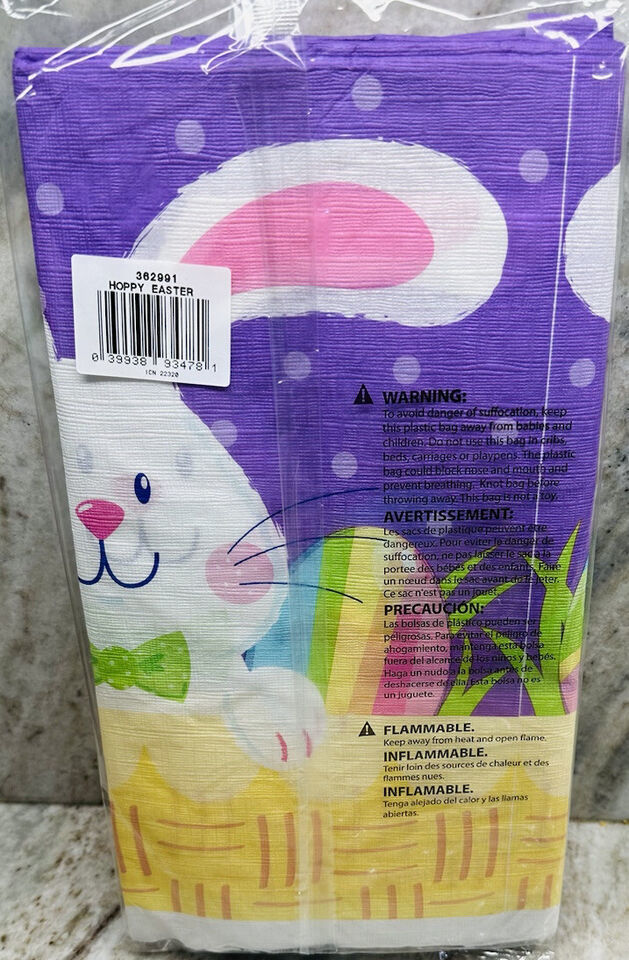 362991
HOPPY EASTER
0 39938 93478 1
ICN 22320
WARNING:
To avoid danger of suffocation, keep
this plastic bag away from babies and
children. Do not use this bag in cribs,
beds, carriages or playpens. The plastic
bag could block nose and mouth and
prevent breathing. Knot bag before
throwing away. This bag is not a toy.
AVERTISSEMENT:
Les sacs de plastique peuvent être
dangereux. Pour eviter le danger de
suffocation, ne pas laisser le sac à la
portee des bébés et des enfants. Faire
un nœud dans le sac avant de le jeter.
Ce sac n'est pas un jouet.
PRECAUCIÓN:
Las bolsas de plástico pueden ser
peligrosas. Para evitar el peligro de
ahogamiento, mantenga esta bolsa
fuera del alcance de los niños y bebés.
Haga un nudo a la bolsa antes de
deshacerse de ella. Esta bolsa no es
un juguete.
FLAMMABLE.
Keep away from heat and open flame.
INFLAMMABLE.
Tenir loin des sources de chaleur et des
flammes nues.
INFLAMABLE.
Tenga alejado del calor y las llamas
abiertas.